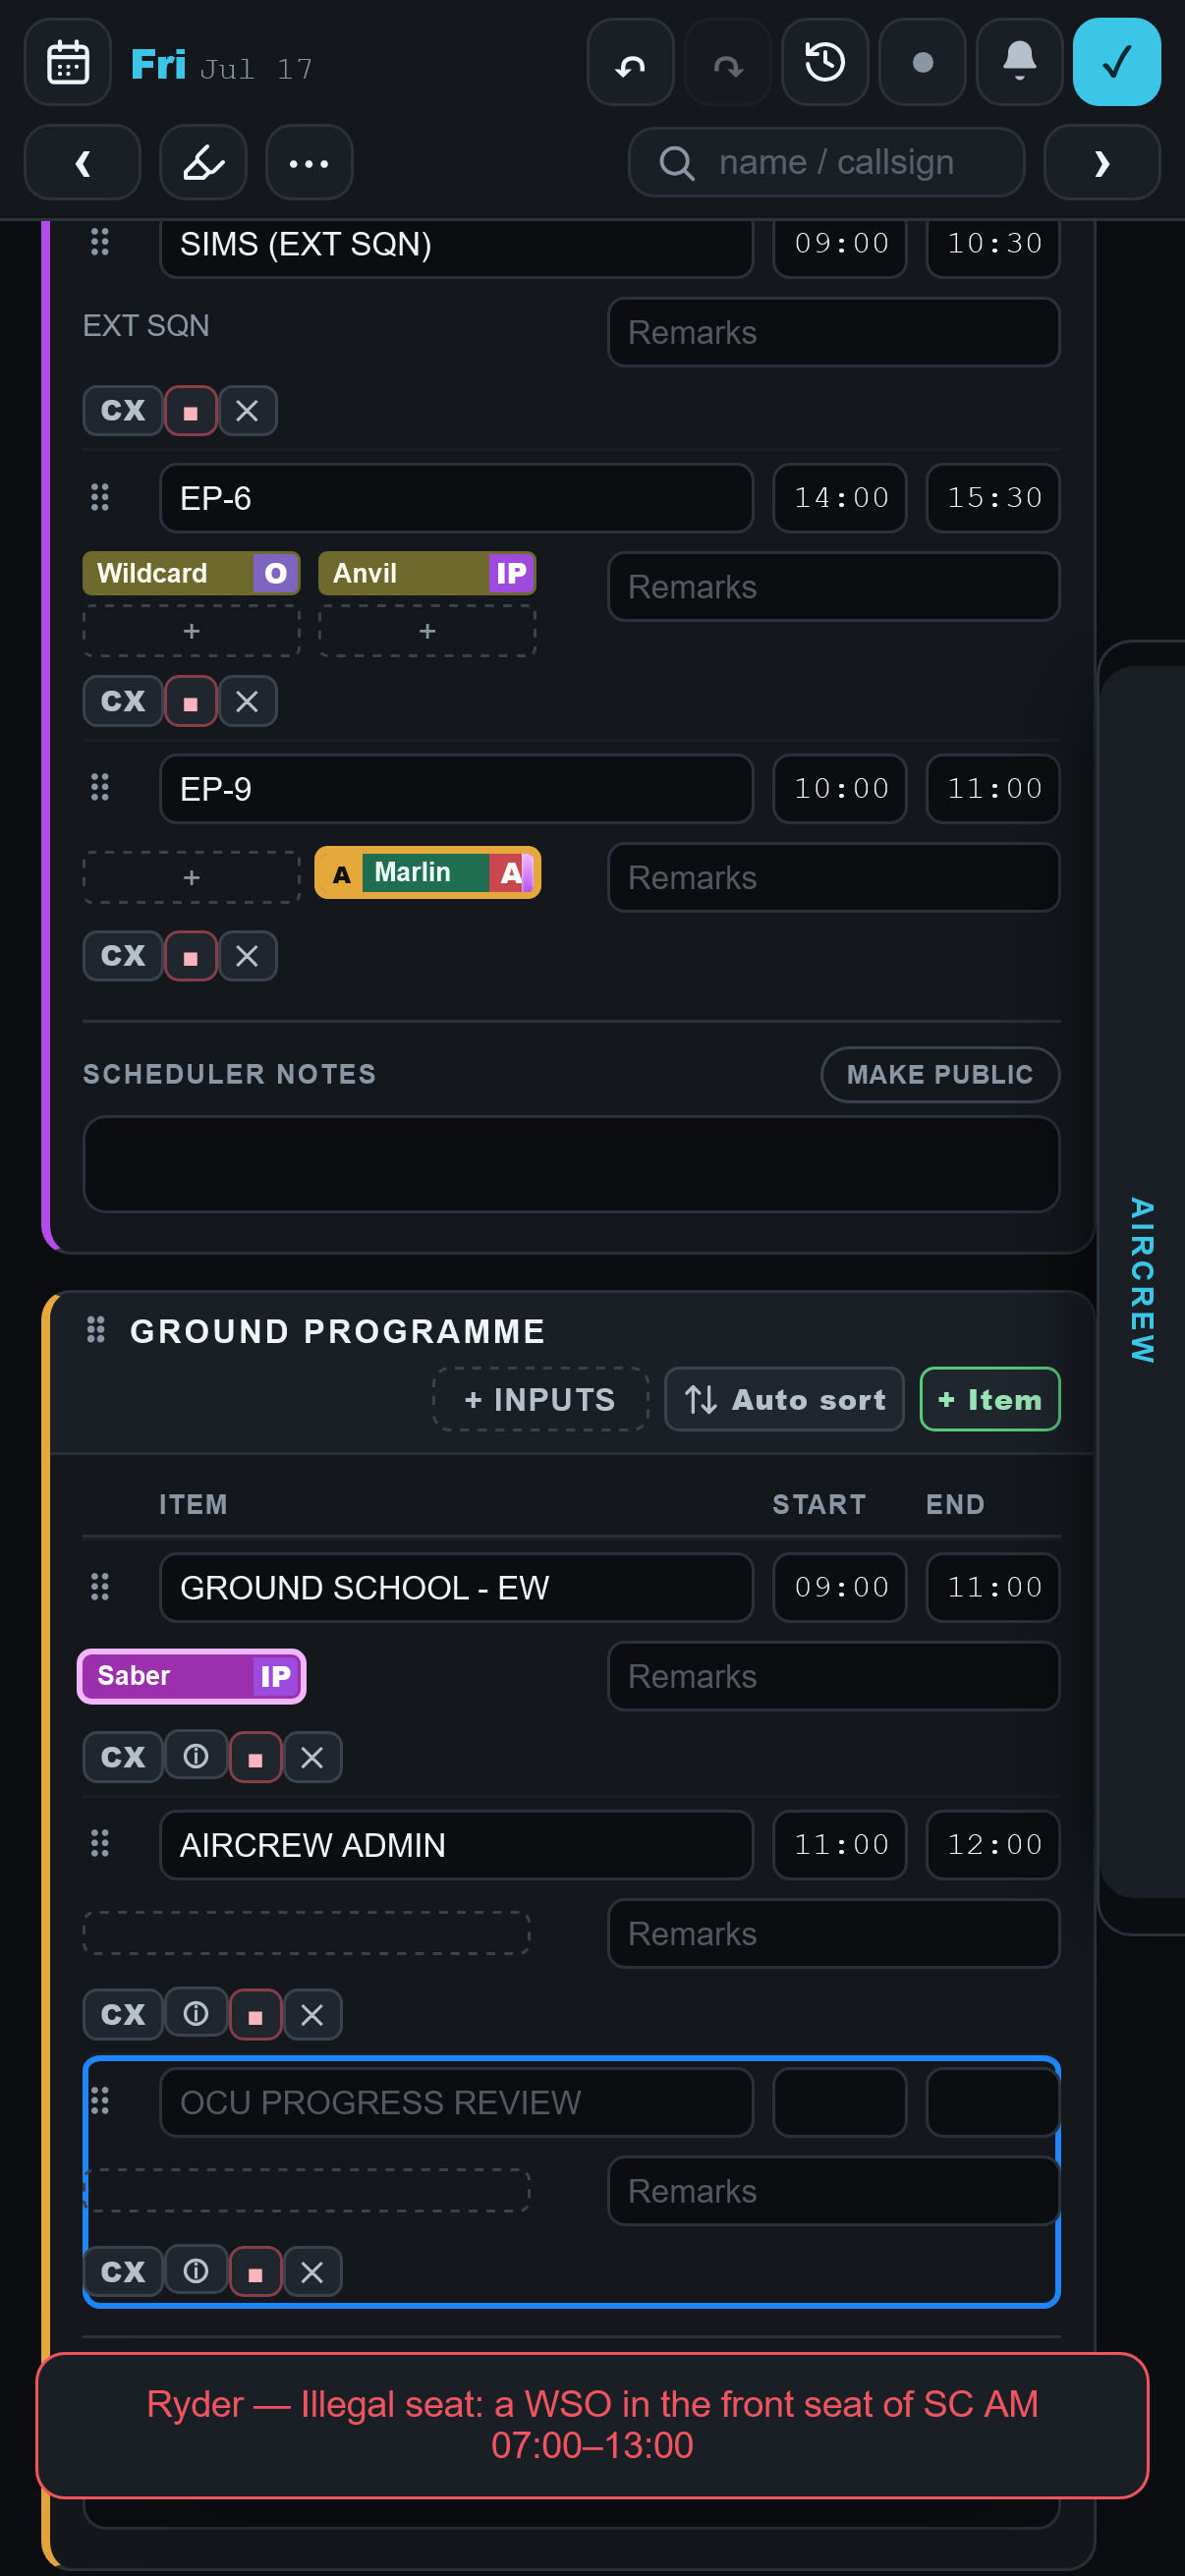 Fri Jul 17
name / callsign
SIMS (EXT SQN) 09:00 10:30
EXT SQN Remarks
CX
EP-6 14:00 15:30
Wildcard O Anvil IP Remarks
+ +
CX
EP-9 10:00 11:00
+ A Marlin A Remarks
CX
SCHEDULER NOTES MAKE PUBLIC
AIRCREW
GROUND PROGRAMME
+ INPUTS Auto sort + Item
ITEM START END
GROUND SCHOOL - EW 09:00 11:00
Saber IP Remarks
CX
AIRCREW ADMIN 11:00 12:00
Remarks
CX
OCU PROGRESS REVIEW
Remarks
CX
Ryder — Illegal seat: a WSO in the front seat of SC AM
07:00–13:00